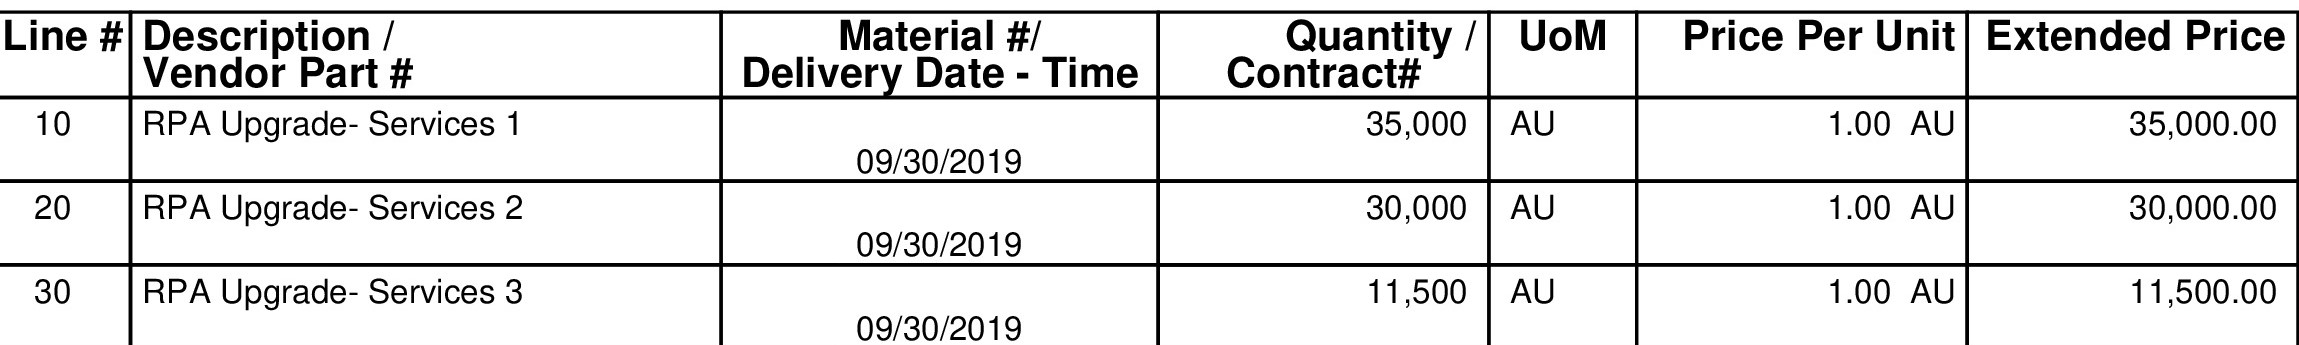 Line # Description / Material #/ Quantity / UoM Price Per Unit Extended Price
Vendor Part # Delivery Date - Time Contract#
10 RPA Upgrade- Services 1 35,000 AU 1.00 AU 35,000.00
09/30/2019
20 RPA Upgrade- Services 2 30,000 AU 1.00 AU 30,000.00
09/30/2019
30 RPA Upgrade- Services 3 11,500 AU 1.00 AU 11,500.00
09/30/2019